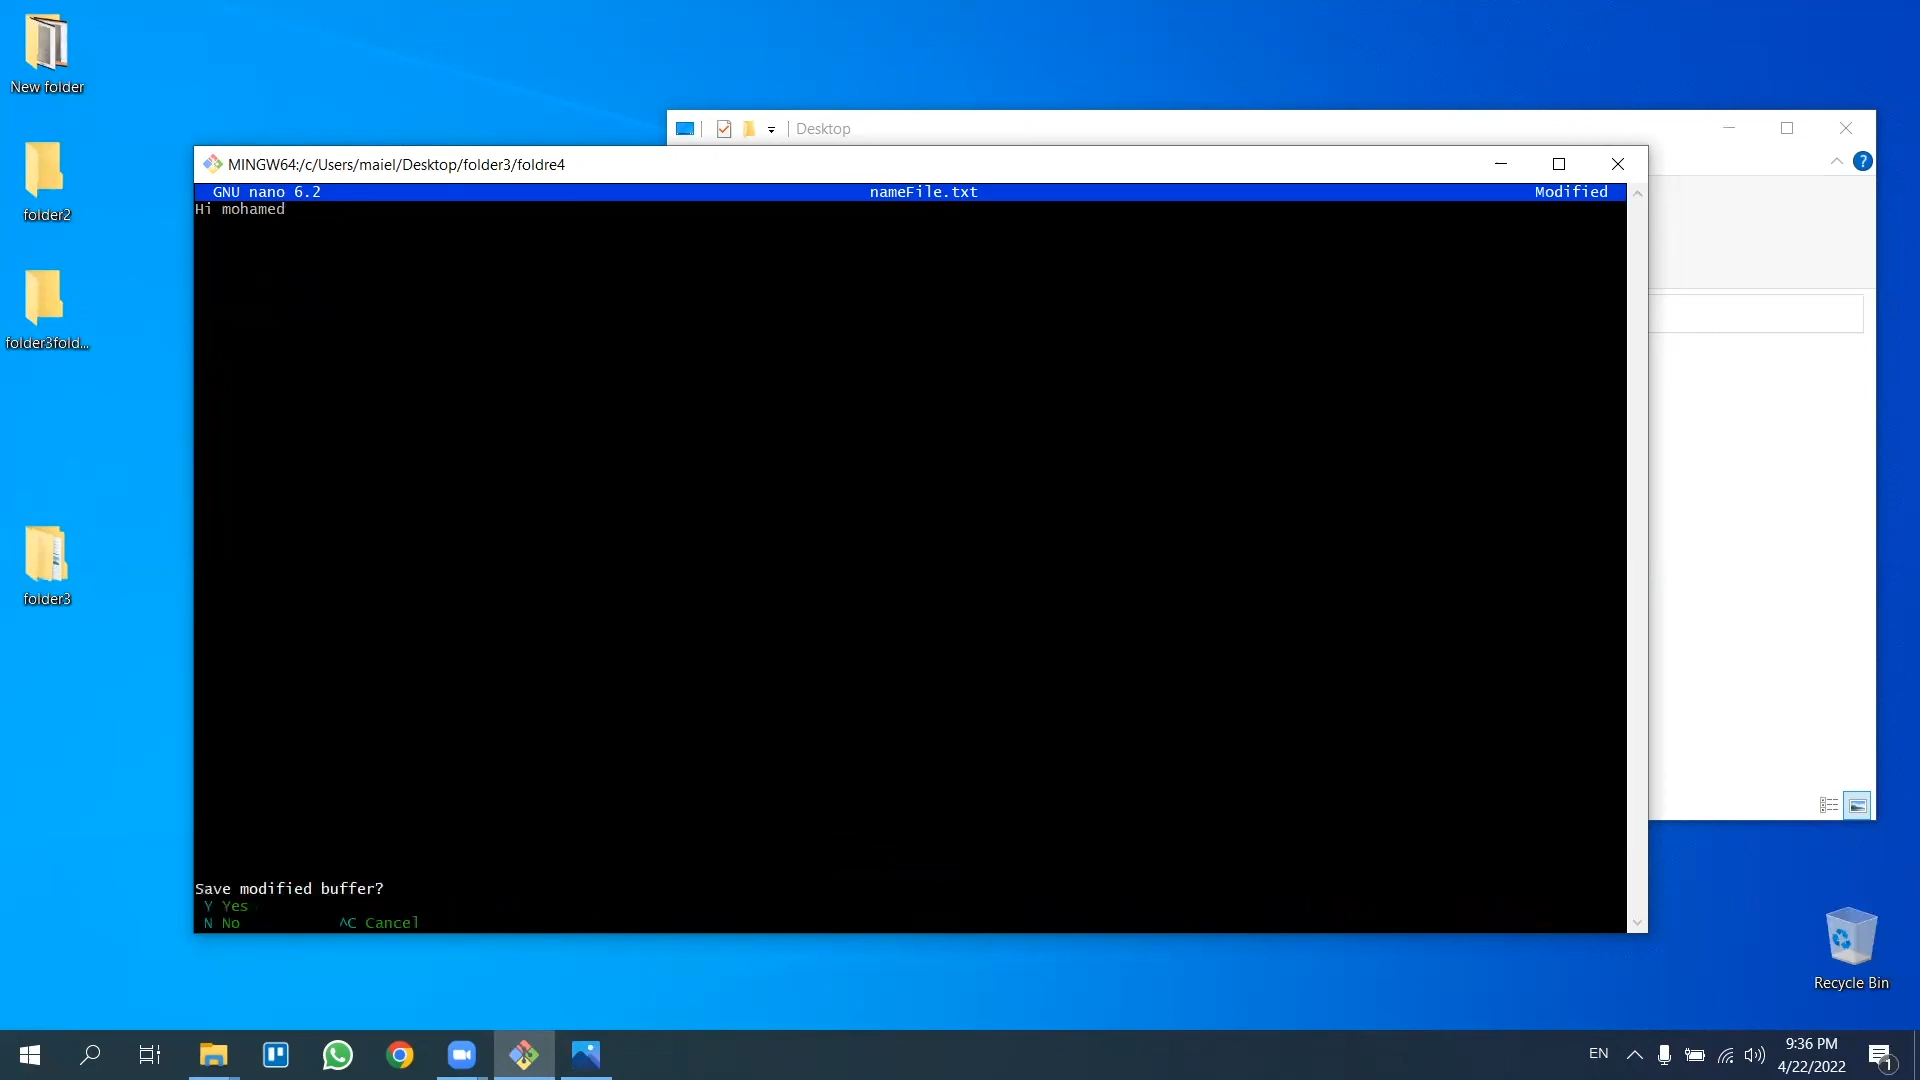 New folder
folder2
folder3fold...
folder3
Desktop
MINGW64:/c/Users/maiel/Desktop/folder3/foldre4
GNU nano 6.2 nameFile.txt Modified
Hi mohamed
Save modified buffer?
Y Yes
N No ^C Cancel
Recycle Bin
EN
9:36 PM
4/22/2022
1